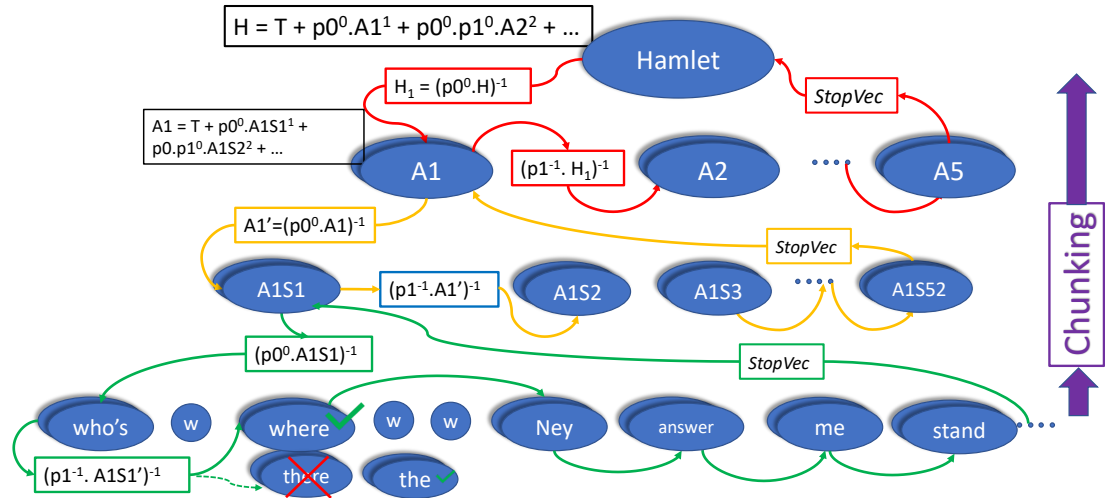 H = T + p0⁰.A1¹ + p0⁰.p1⁰.A2² + ...
Hamlet
H₁ = (p0⁰.H)⁻¹
StopVec
A1 = T + p0⁰.A1S1¹ +
p0.p1⁰.A1S2² + ...
A1
(p1⁻¹. H₁)⁻¹
A2
A5
A1’=(p0⁰.A1)⁻¹
StopVec
A1S1
(p1⁻¹.A1’)⁻¹
A1S2
A1S3
A1S52
(p0⁰.A1S1)⁻¹
StopVec
who's
w
where
w
w
Ney
answer
me
stand
(p1⁻¹. A1S1’)⁻¹
there
the
Chunking